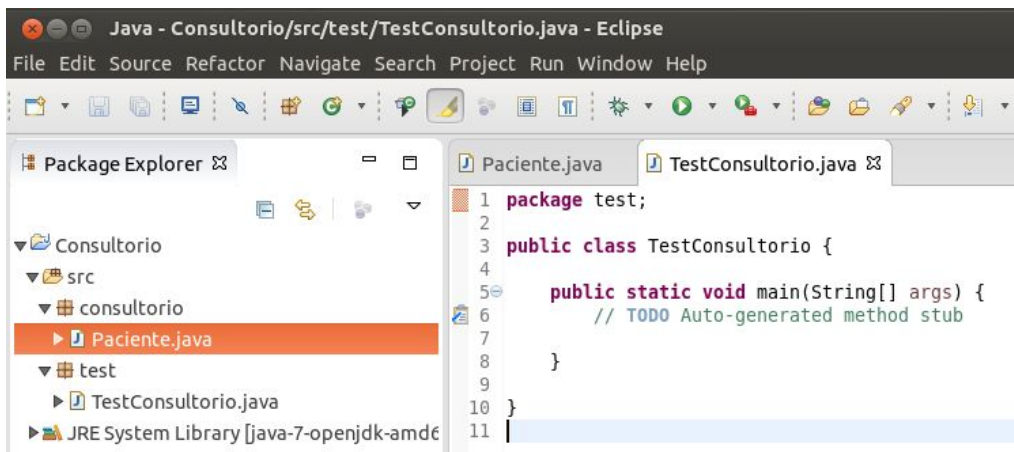 Java - Consultorio/src/test/TestConsultorio.java - Eclipse
File Edit Source Refactor Navigate Search Project Run Window Help
Package Explorer
Consultorio
src
consultorio
Paciente.java
test
TestConsultorio.java
JRE System Library [java-7-openjdk-amd6
Paciente.java
TestConsultorio.java
1 package test;
2
3 public class TestConsultorio {
4
5 public static void main(String[] args) {
6 // TODO Auto-generated method stub
7
8 }
9
10 }
11